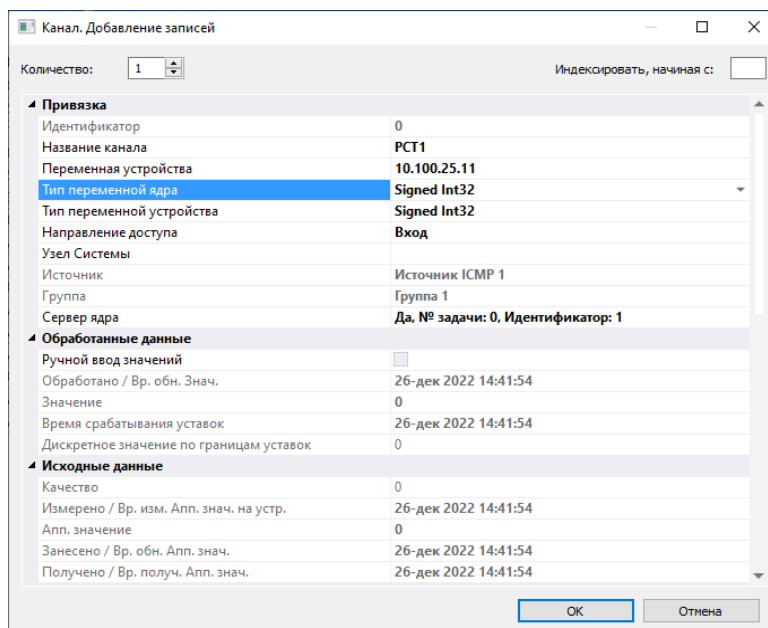 Канал. Добавление записей
Количество: 1 Индексировать, начиная с:
Привязка
Идентификатор 0
Название канала РСТ1
Переменная устройства 10.100.25.11
Тип переменной ядра Signed Int32
Тип переменной устройства Signed Int32
Направление доступа Вход
Узел Системы
Источник Источник ICMP 1
Группа Группа 1
Сервер ядра Да, № задачи: 0, Идентификатор: 1
Обработанные данные
Ручной ввод значений
Обработано / Вр. обн. Знач. 26-дек 2022 14:41:54
Значение 0
Время срабатывания уставок 26-дек 2022 14:41:54
Дискретное значение по границам уставок 0
Исходные данные
Качество 0
Измерено / Вр. изм. Апп. знач. на устр. 26-дек 2022 14:41:54
Апп. значение 0
Занесено / Вр. обн. Апп. знач. 26-дек 2022 14:41:54
Получено / Вр. получ. Апп. знач. 26-дек 2022 14:41:54
OK Отмена